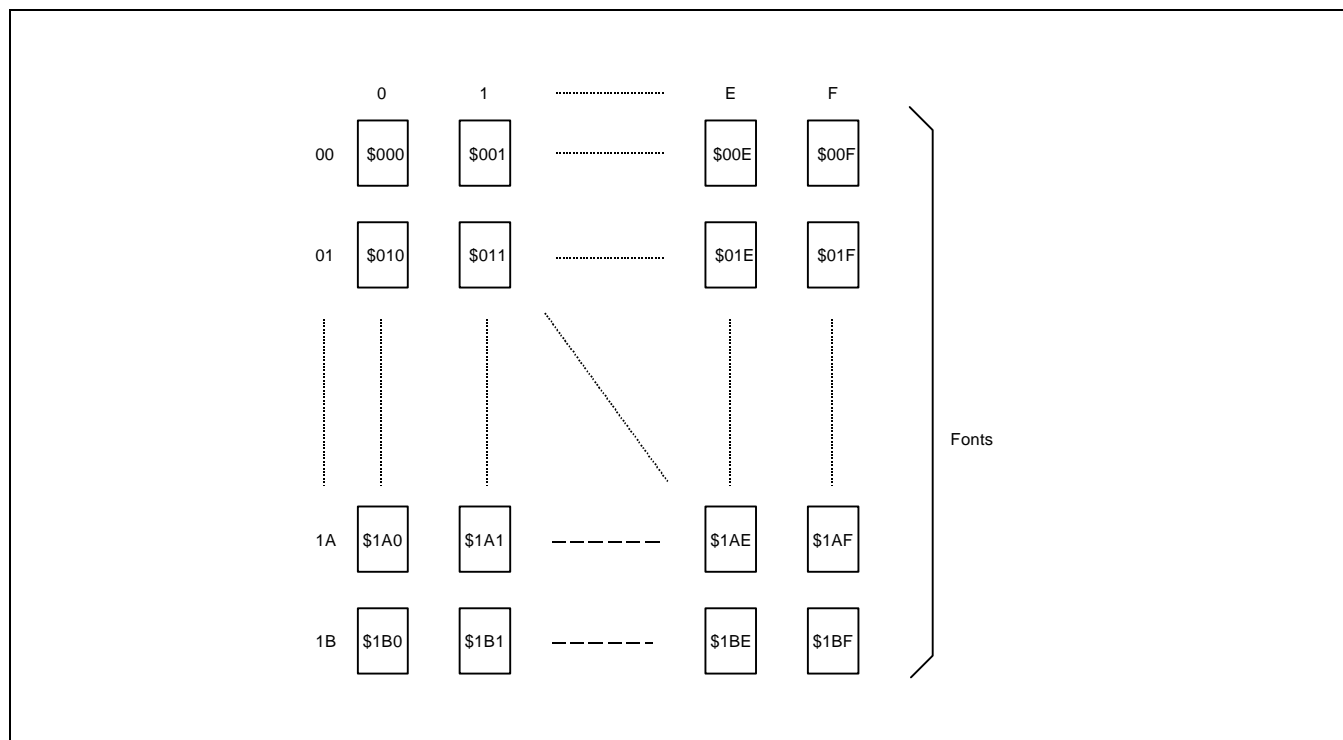 0 1 E F
00 $000 $001 $00E $00F
01 $010 $011 $01E $01F
Fonts
1A $1A0 $1A1 $1AE $1AF
1B $1B0 $1B1 $1BE $1BF